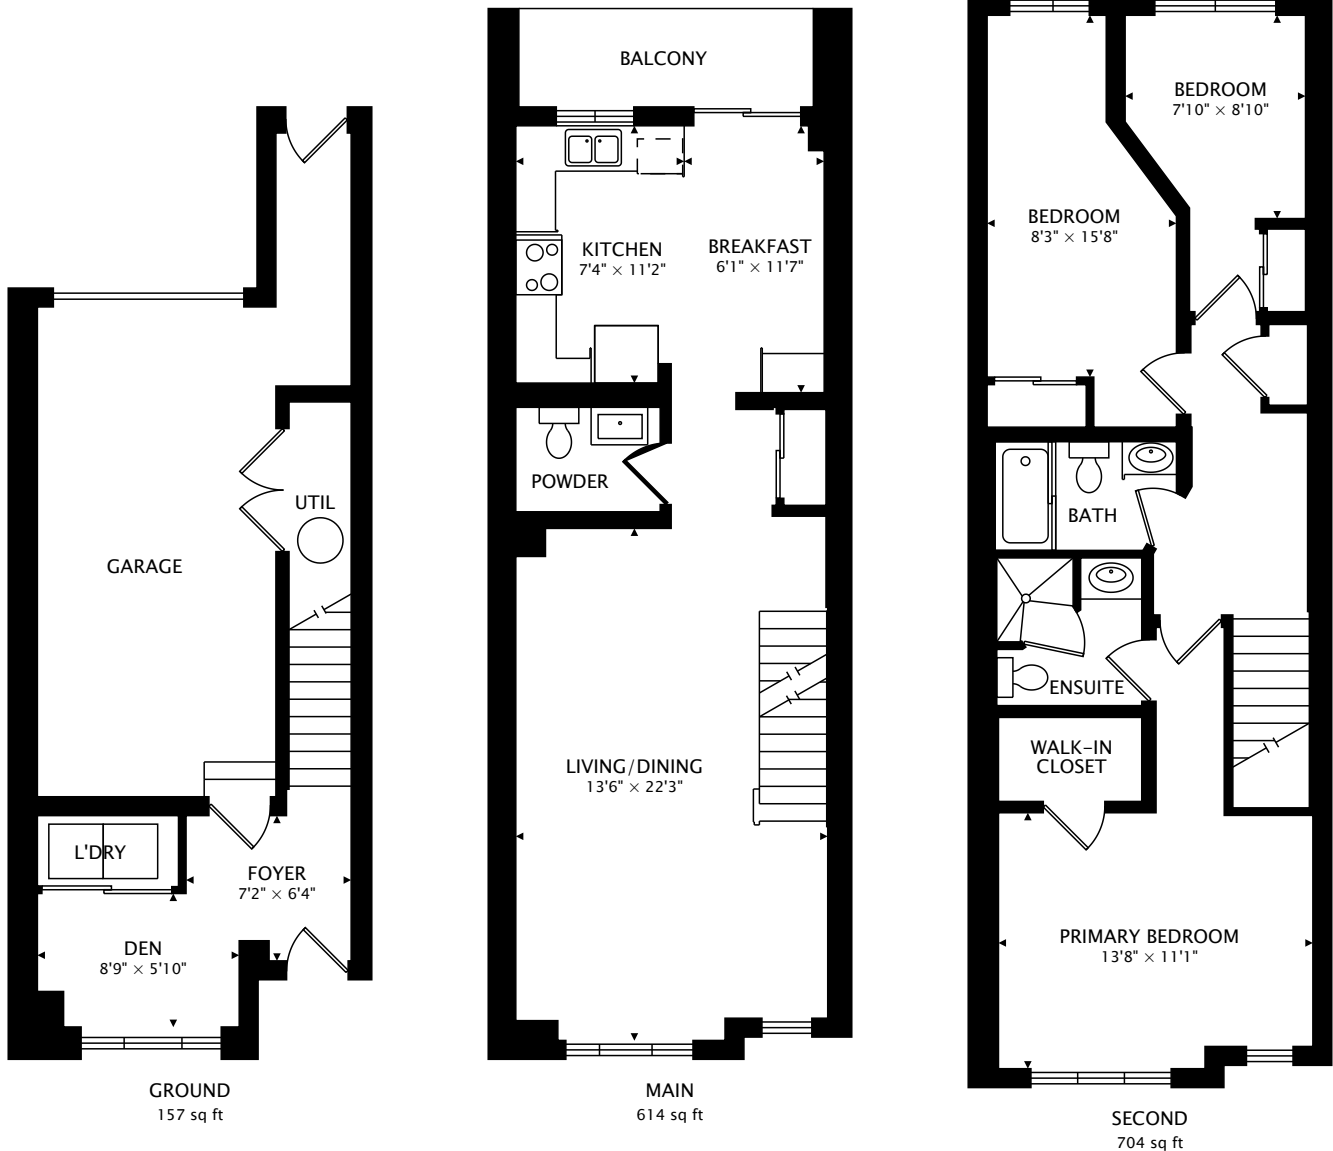 UTIL
GARAGE
L'DRY
FOYER
7'2" × 6'4"
DEN
8'9" × 5'10"
GROUND
157 sq ft
BALCONY
KITCHEN
7'4" × 11'2"
BREAKFAST
6'1" × 11'7"
POWDER
LIVING/DINING
13'6" × 22'3"
MAIN
614 sq ft
BEDROOM
7'10" × 8'10"
BEDROOM
8'3" × 15'8"
BATH
ENSUITE
WALK-IN
CLOSET
PRIMARY BEDROOM
13'8" × 11'1"
SECOND
704 sq ft